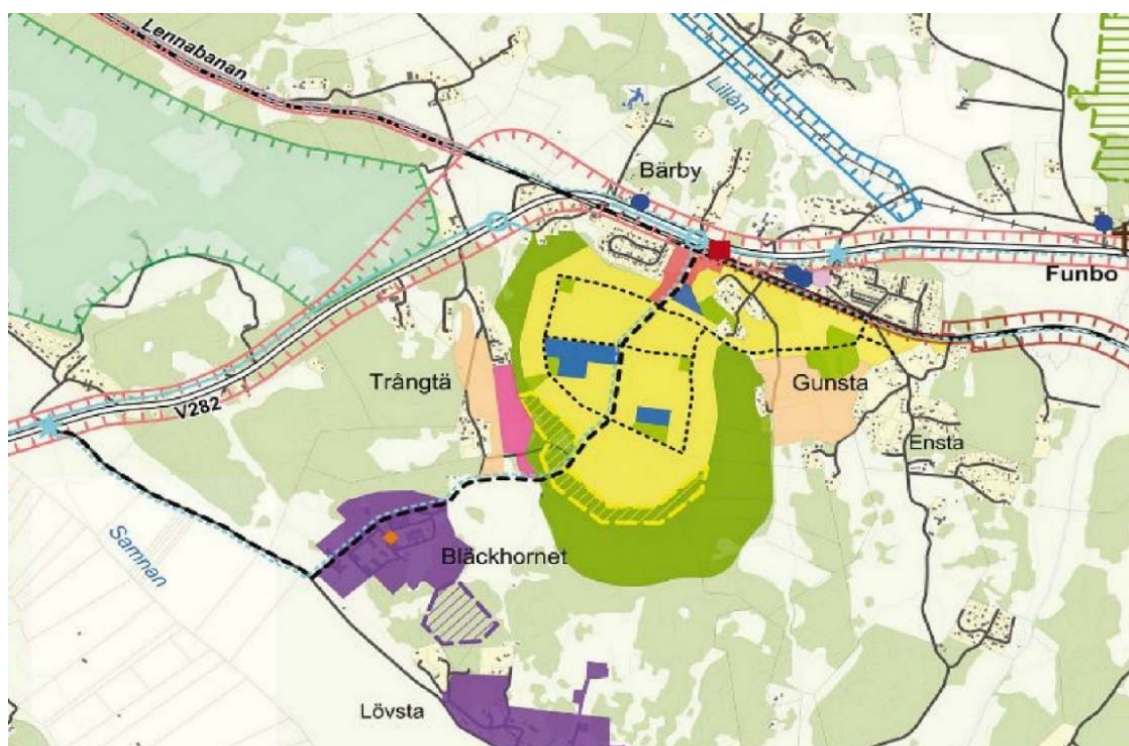 Lennabanan
Lillån
Bärby
Funbo
Trångtä
Gunsta
V282
Ensta
Samnan
Bläckhornet
Lövsta